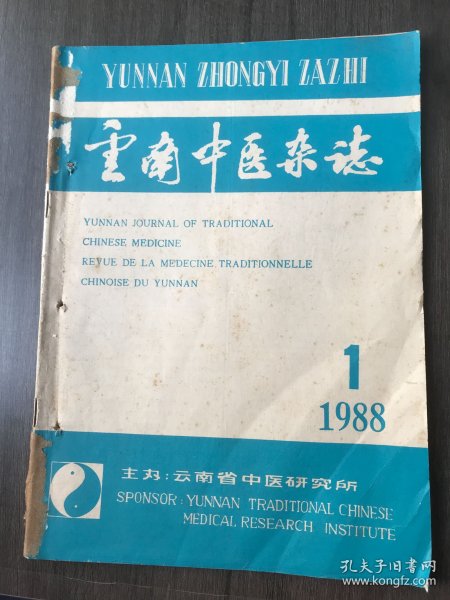 YUNNAN ZHONGYI ZAZHI
云南中医杂志
YUNNAN JOURNAL OF TRADITIONAL
CHINESE MEDICINE
REVUE DE LA MEDECINE TRADITIONNELLE
CHINOISE DU YUNNAN
1
1988
主办:云南省中医研究所
SPONSOR: YUNNAN TRADITIONAL CHINESE
MEDICAL RESEARCH INSTITUTE
孔夫子旧书网
www.kongfz.com